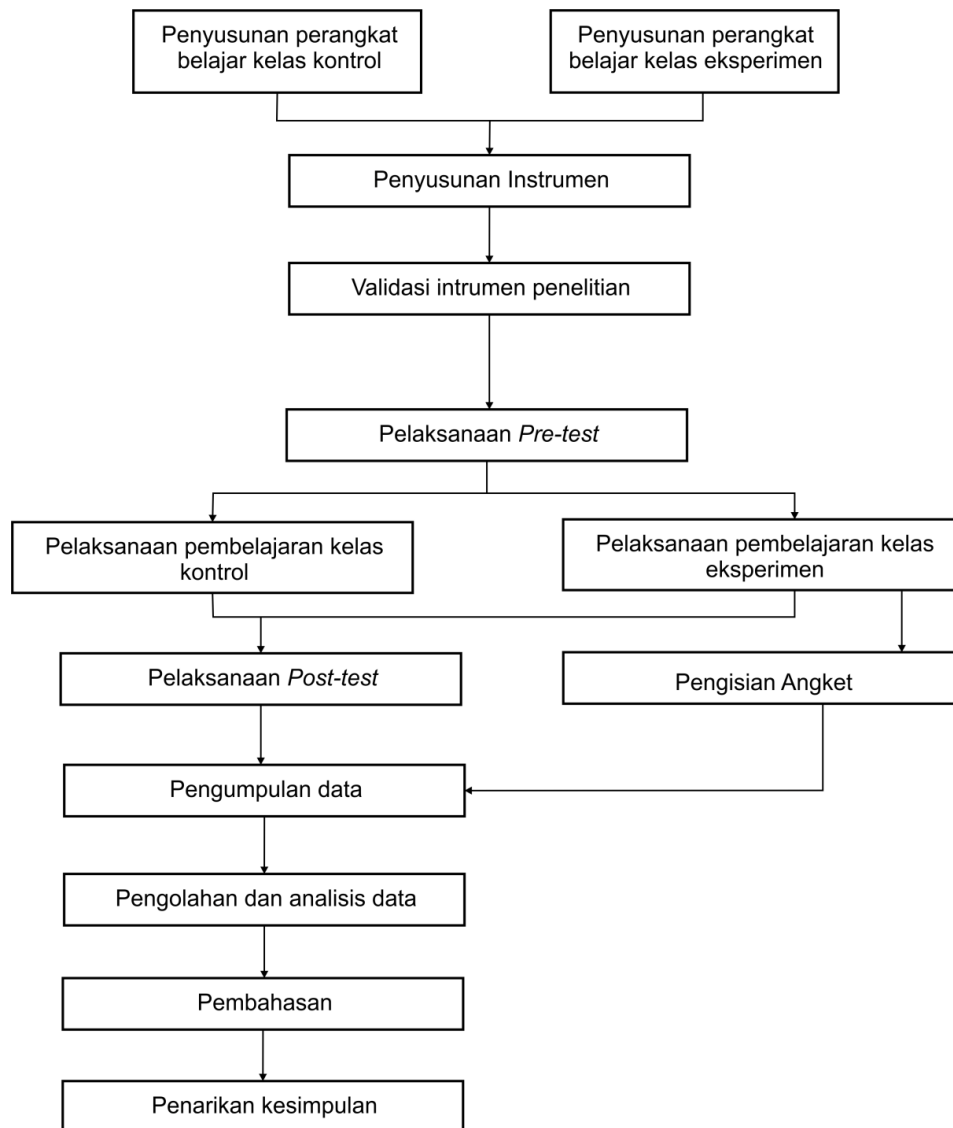 Penyusunan perangkat
belajar kelas kontrol
Penyusunan perangkat
belajar kelas eksperimen
Penyusunan Instrumen
Validasi intrumen penelitian
Pelaksanaan Pre-test
Pelaksanaan pembelajaran kelas
kontrol
Pelaksanaan pembelajaran kelas
eksperimen
Pelaksanaan Post-test
Pengisian Angket
Pengumpulan data
Pengolahan dan analisis data
Pembahasan
Penarikan kesimpulan